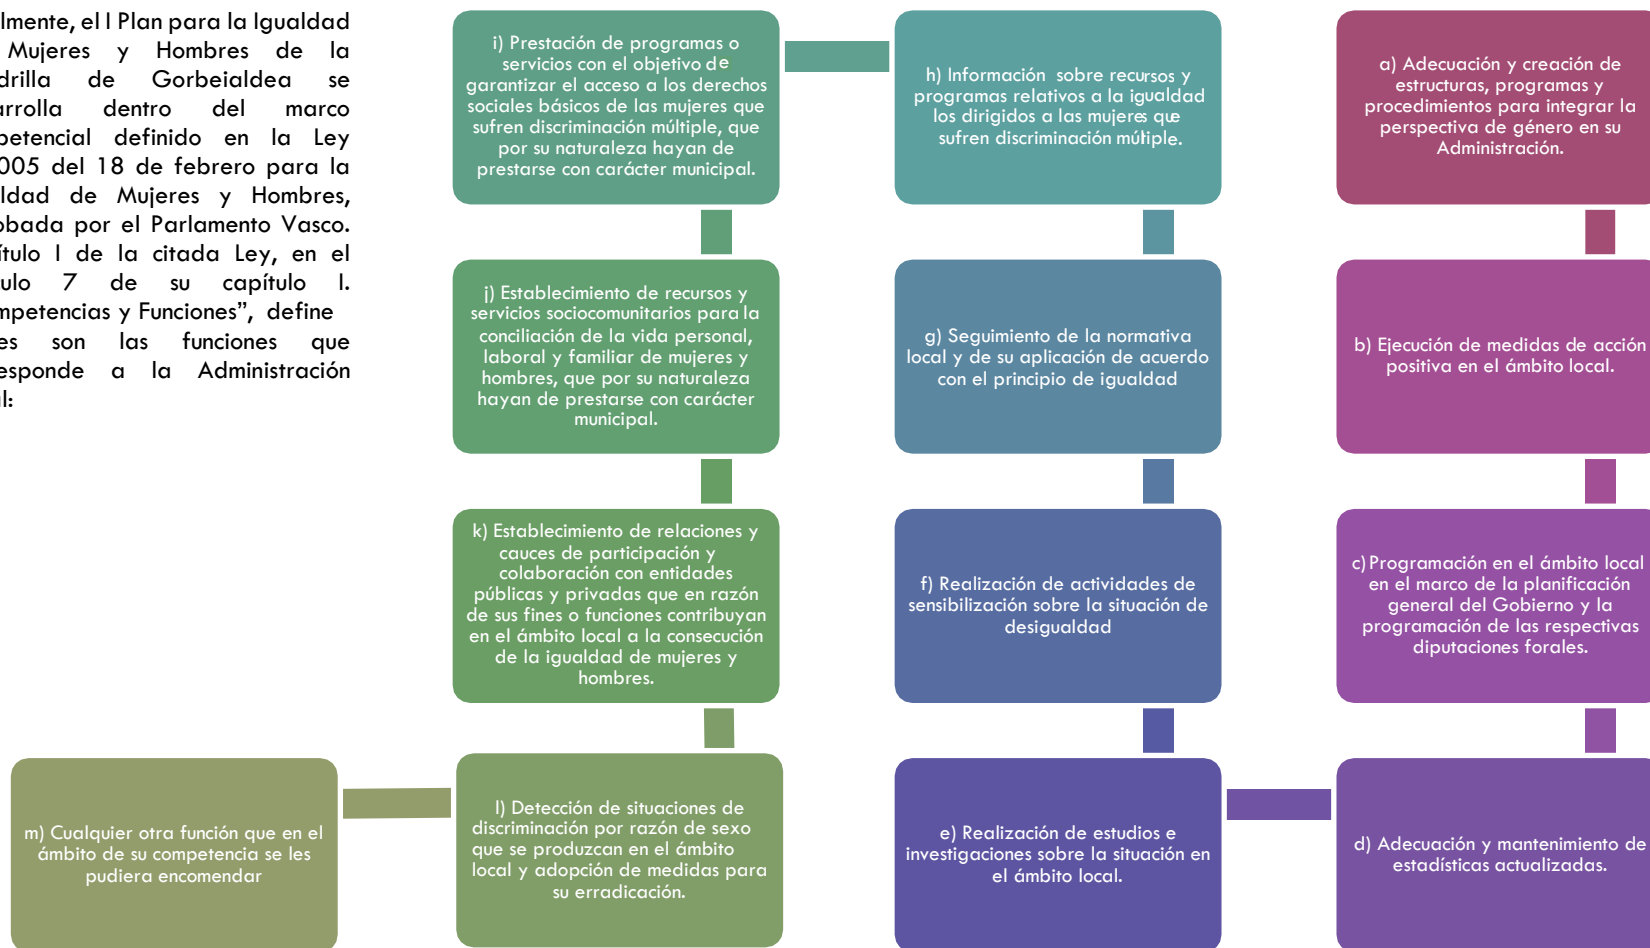 lmente, el I Plan para la Igualdad
Mujeres y Hombres de la
drilla de Gorbeialdea se
arrolla dentro del marco
petencial definido en la Ley
005 del 18 de febrero para la
ldad de Mujeres y Hombres,
obada por el Parlamento Vasco.
ítulo I de la citada Ley, en el
ulo 7 de su capítulo I.
mpetencias y Funciones”, define
es son las funciones que
esponde a la Administración
l:
a) Adecuación y creación de
estructuras, programas y
procedimientos para integrar la
perspectiva de género en su
Administración.
b) Ejecución de medidas de acción
positiva en el ámbito local.
c) Programación en el ámbito local
en el marco de la planificación
general del Gobierno y la
programación de las respectivas
diputaciones forales.
d) Adecuación y mantenimiento de
estadísticas actualizadas.
e) Realización de estudios e
investigaciones sobre la situación en
el ámbito local.
f) Realización de actividades de
sensibilización sobre la situación de
desigualdad
g) Seguimiento de la normativa
local y de su aplicación de acuerdo
con el principio de igualdad
h) Información sobre recursos y
programas relativos a la igualdad
los dirigidos a las mujeres que
sufren discriminación múltiple.
i) Prestación de programas o
servicios con el objetivo de
garantizar el acceso a los derechos
sociales básicos de las mujeres que
sufren discriminación múltiple, que
por su naturaleza hayan de
prestarse con carácter municipal.
j) Establecimiento de recursos y
servicios sociocomunitarios para la
conciliación de la vida personal,
laboral y familiar de mujeres y
hombres, que por su naturaleza
hayan de prestarse con carácter
municipal.
k) Establecimiento de relaciones y
cauces de participación y
colaboración con entidades
públicas y privadas que en razón
de sus fines o funciones contribuyan
en el ámbito local a la consecución
de la igualdad de mujeres y
hombres.
l) Detección de situaciones de
discriminación por razón de sexo
que se produzcan en el ámbito
local y adopción de medidas para
su erradicación.
m) Cualquier otra función que en el
ámbito de su competencia se les
pudiera encomendar